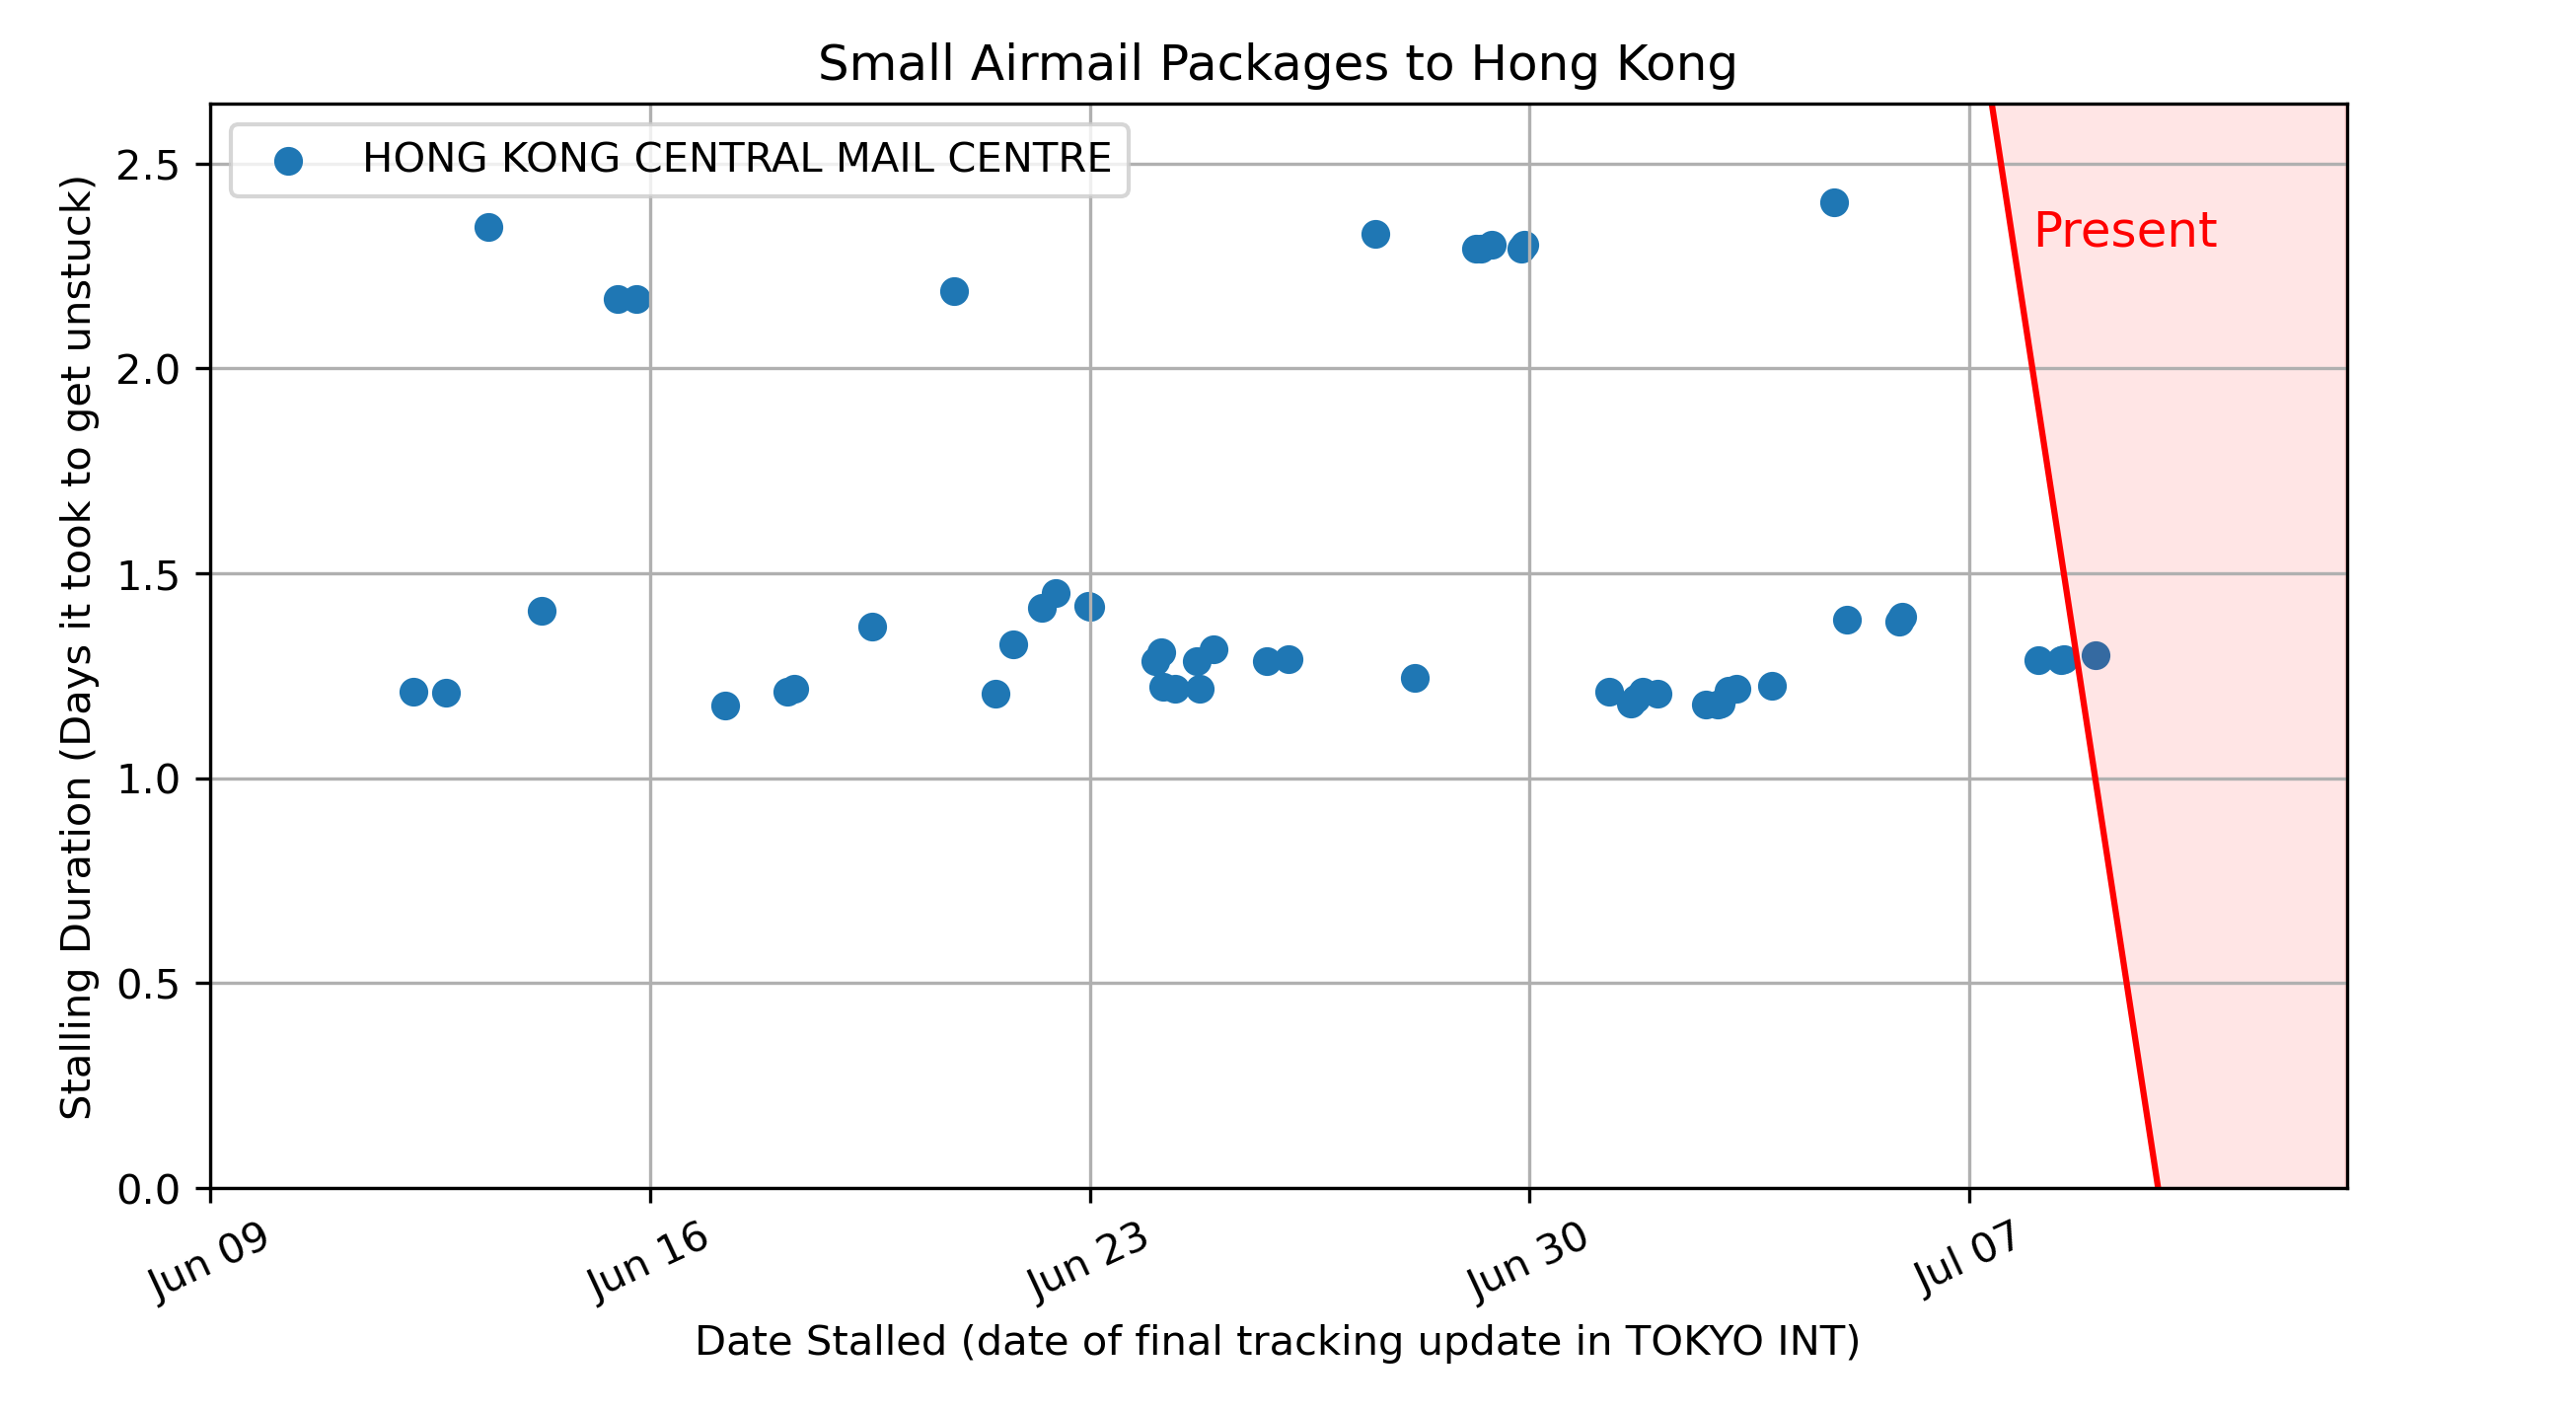 Small Airmail Packages to Hong Kong
HONG KONG CENTRAL MAIL CENTRE
Present
Stalling Duration (Days it took to get unstuck)
2.5
2.0
1.5
1.0
0.5
0.0
Jun 09
Jun 16
Jun 23
Jun 30
Jul 07
Date Stalled (date of final tracking update in TOKYO INT)